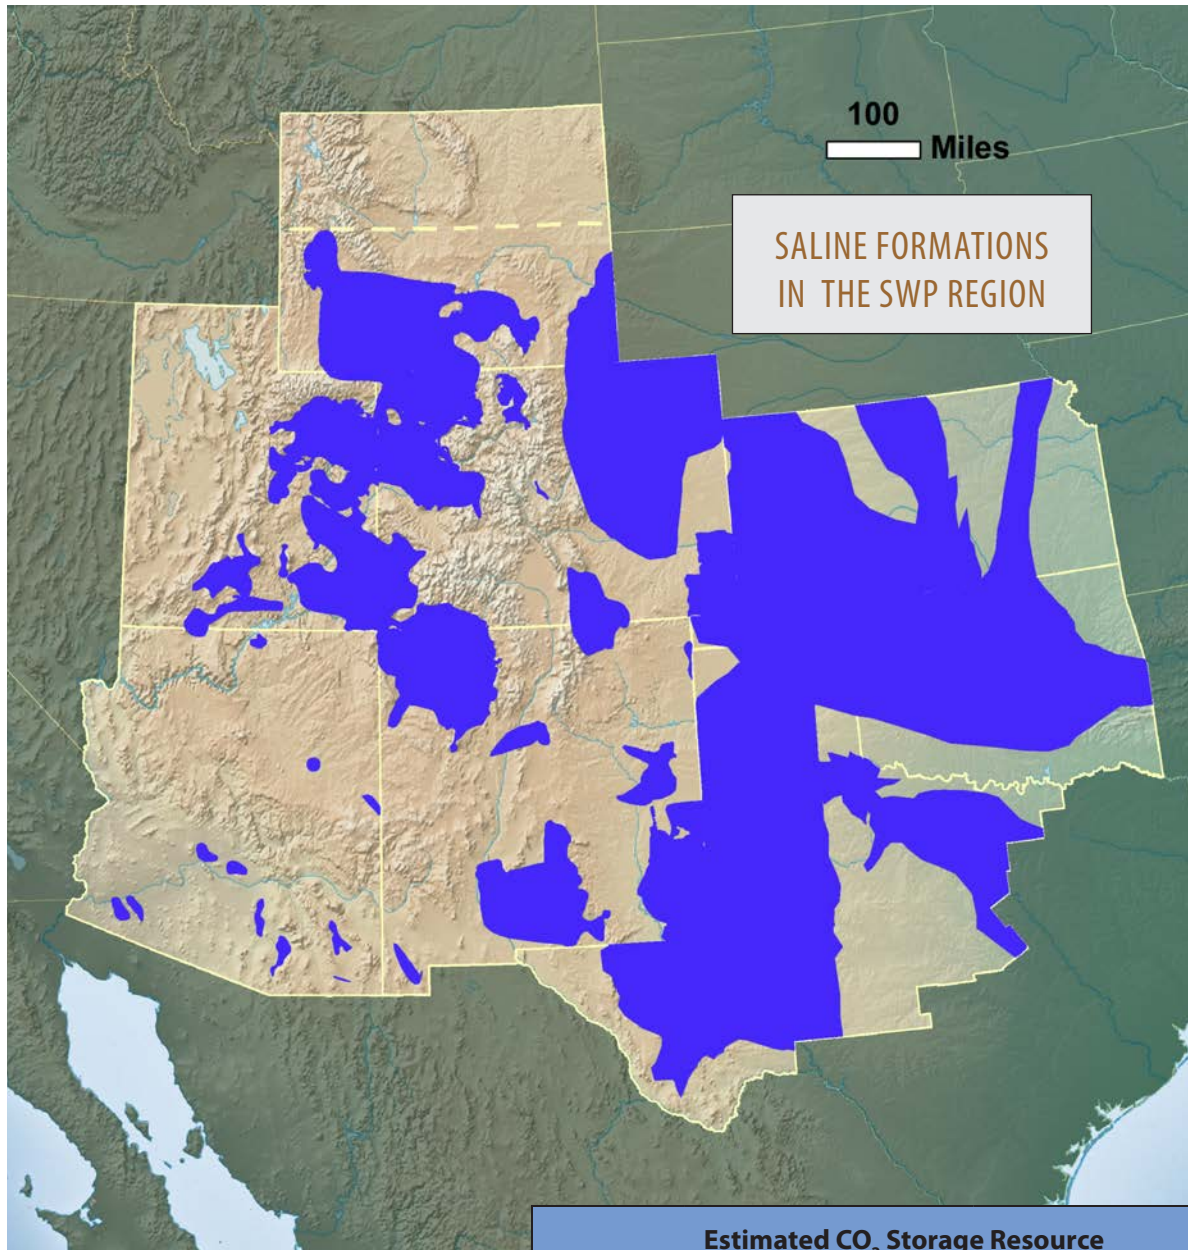 100
Miles
SALINE FORMATIONS
IN THE SWP REGION
Estimated CO₂ Storage Resource